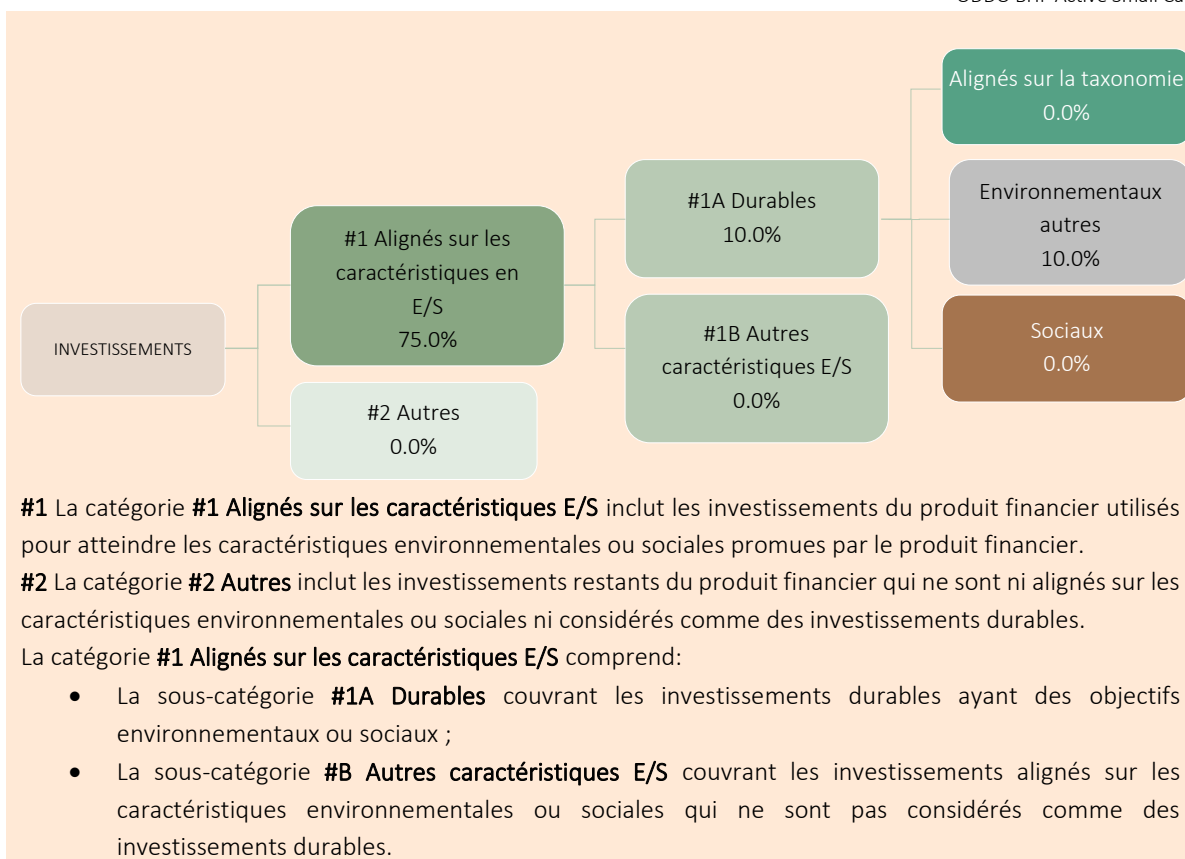 Alignés sur la taxonomie
0.0%
#1A Durables
10.0%
Environnementaux
autres
10.0%
#1 Alignés sur les
caractéristiques en
E/S
75.0%
INVESTISSEMENTS
#1B Autres
caractéristiques E/S
0.0%
Sociaux
0.0%
#2 Autres
0.0%
#1 La catégorie #1 Alignés sur les caractéristiques E/S inclut les investissements du produit financier utilisés
pour atteindre les caractéristiques environnementales ou sociales promues par le produit financier.
#2 La catégorie #2 Autres inclut les investissements restants du produit financier qui ne sont ni alignés sur les
caractéristiques environnementales ou sociales ni considérés comme des investissements durables.
La catégorie #1 Alignés sur les caractéristiques E/S comprend:
• La sous-catégorie #1A Durables couvrant les investissements durables ayant des objectifs
environnementaux ou sociaux ;
• La sous-catégorie #B Autres caractéristiques E/S couvrant les investissements alignés sur les
caractéristiques environnementales ou sociales qui ne sont pas considérés comme des
investissements durables.